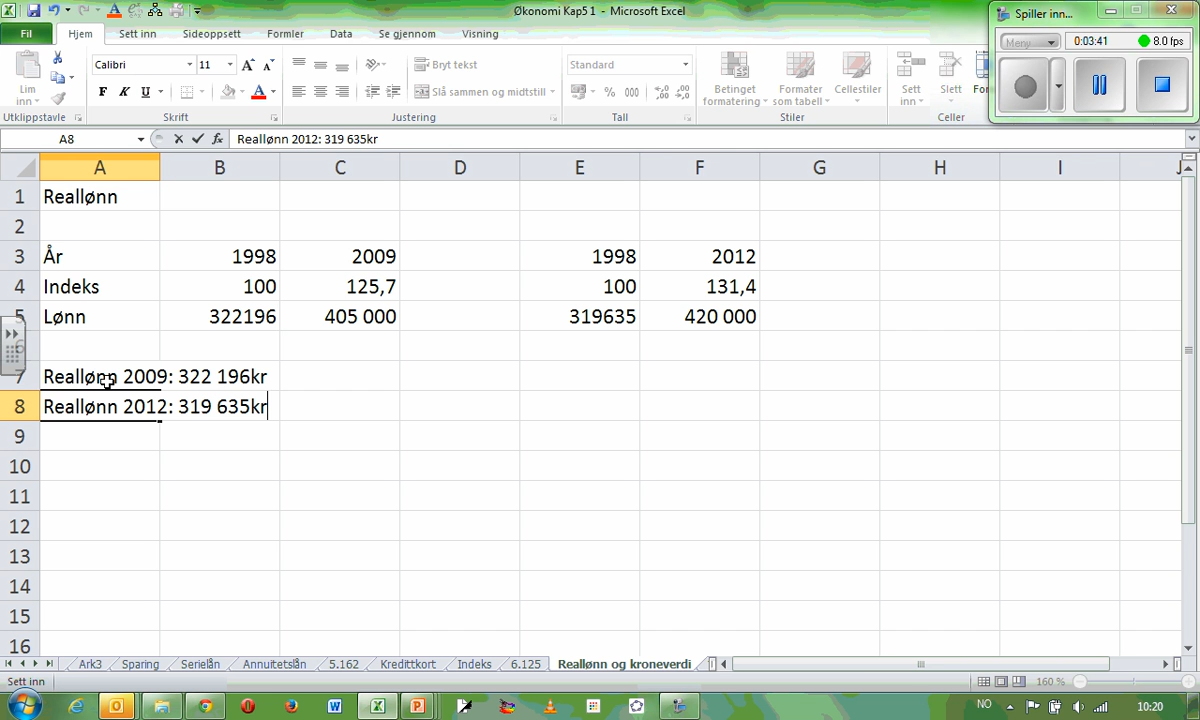 Økonomi Kap5 1 - Microsoft Excel
Spiller inn...
Fil Hjem Sett inn Sideoppsett Formler Data Se gjennom Visning
Meny 0:03:41 8.0 fps
Calibri 11 Bryt tekst Standard
Lim inn F K U Slå sammen og midtstill % 000 Betinget formatering Formater som tabell Cellestiler Sett inn Slett
Utklippstavle Skrift Justering Tall Stiler Celler
A8 fx Reallønn 2012: 319 635kr
A B C D E F G H I J
1 Reallønn
2
3 År 1998 2009 1998 2012
4 Indeks 100 125,7 100 131,4
5 Lønn 322196 405 000 319635 420 000
6
7 Reallønn 2009: 322 196kr
8 Reallønn 2012: 319 635kr
9
10
11
12
13
14
15
16
Ark3 Sparing Serielån Annuitetslån 5.162 Kredittkort Indeks 6.125 Reallønn og kroneverdi
Sett inn 160 %
NO 10:20